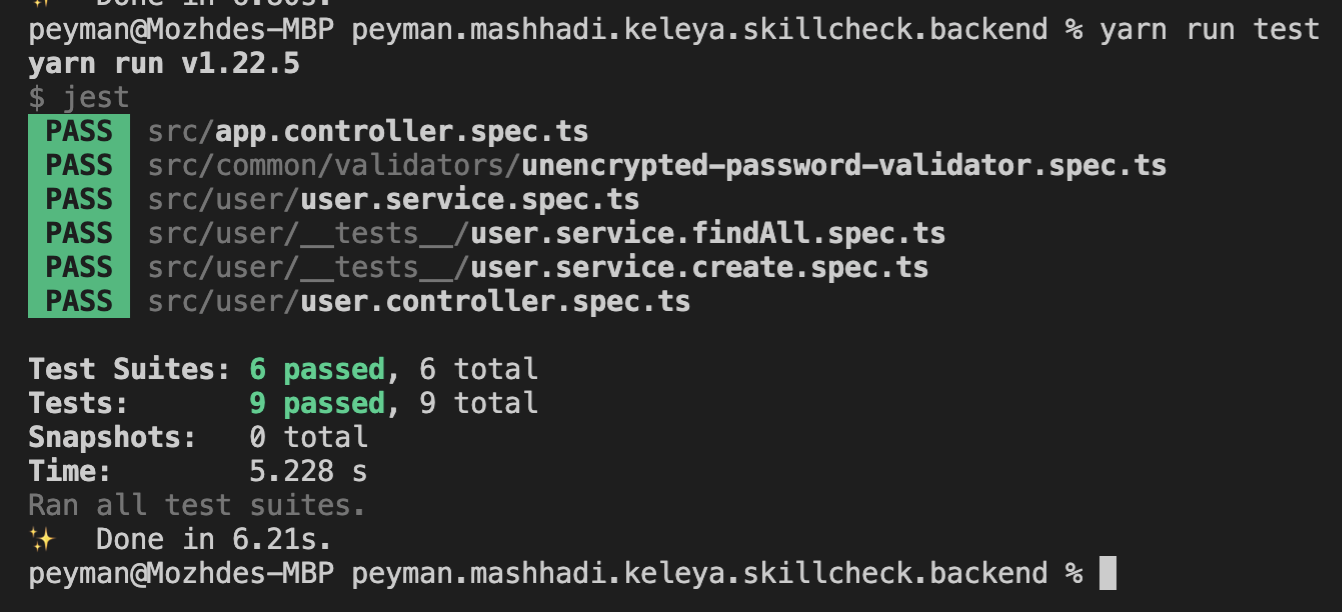 ✨  Done in 6.80s.
peyman@Mozhdes-MBP peyman.mashhadi.keleya.skillcheck.backend % yarn run test
yarn run v1.22.5
$ jest
PASS src/app.controller.spec.ts
PASS src/common/validators/unencrypted-password-validator.spec.ts
PASS src/user/user.service.spec.ts
PASS src/user/__tests__/user.service.findAll.spec.ts
PASS src/user/__tests__/user.service.create.spec.ts
PASS src/user/user.controller.spec.ts
Test Suites: 6 passed, 6 total
Tests:       9 passed, 9 total
Snapshots:   0 total
Time:        5.228 s
Ran all test suites.
✨  Done in 6.21s.
peyman@Mozhdes-MBP peyman.mashhadi.keleya.skillcheck.backend %